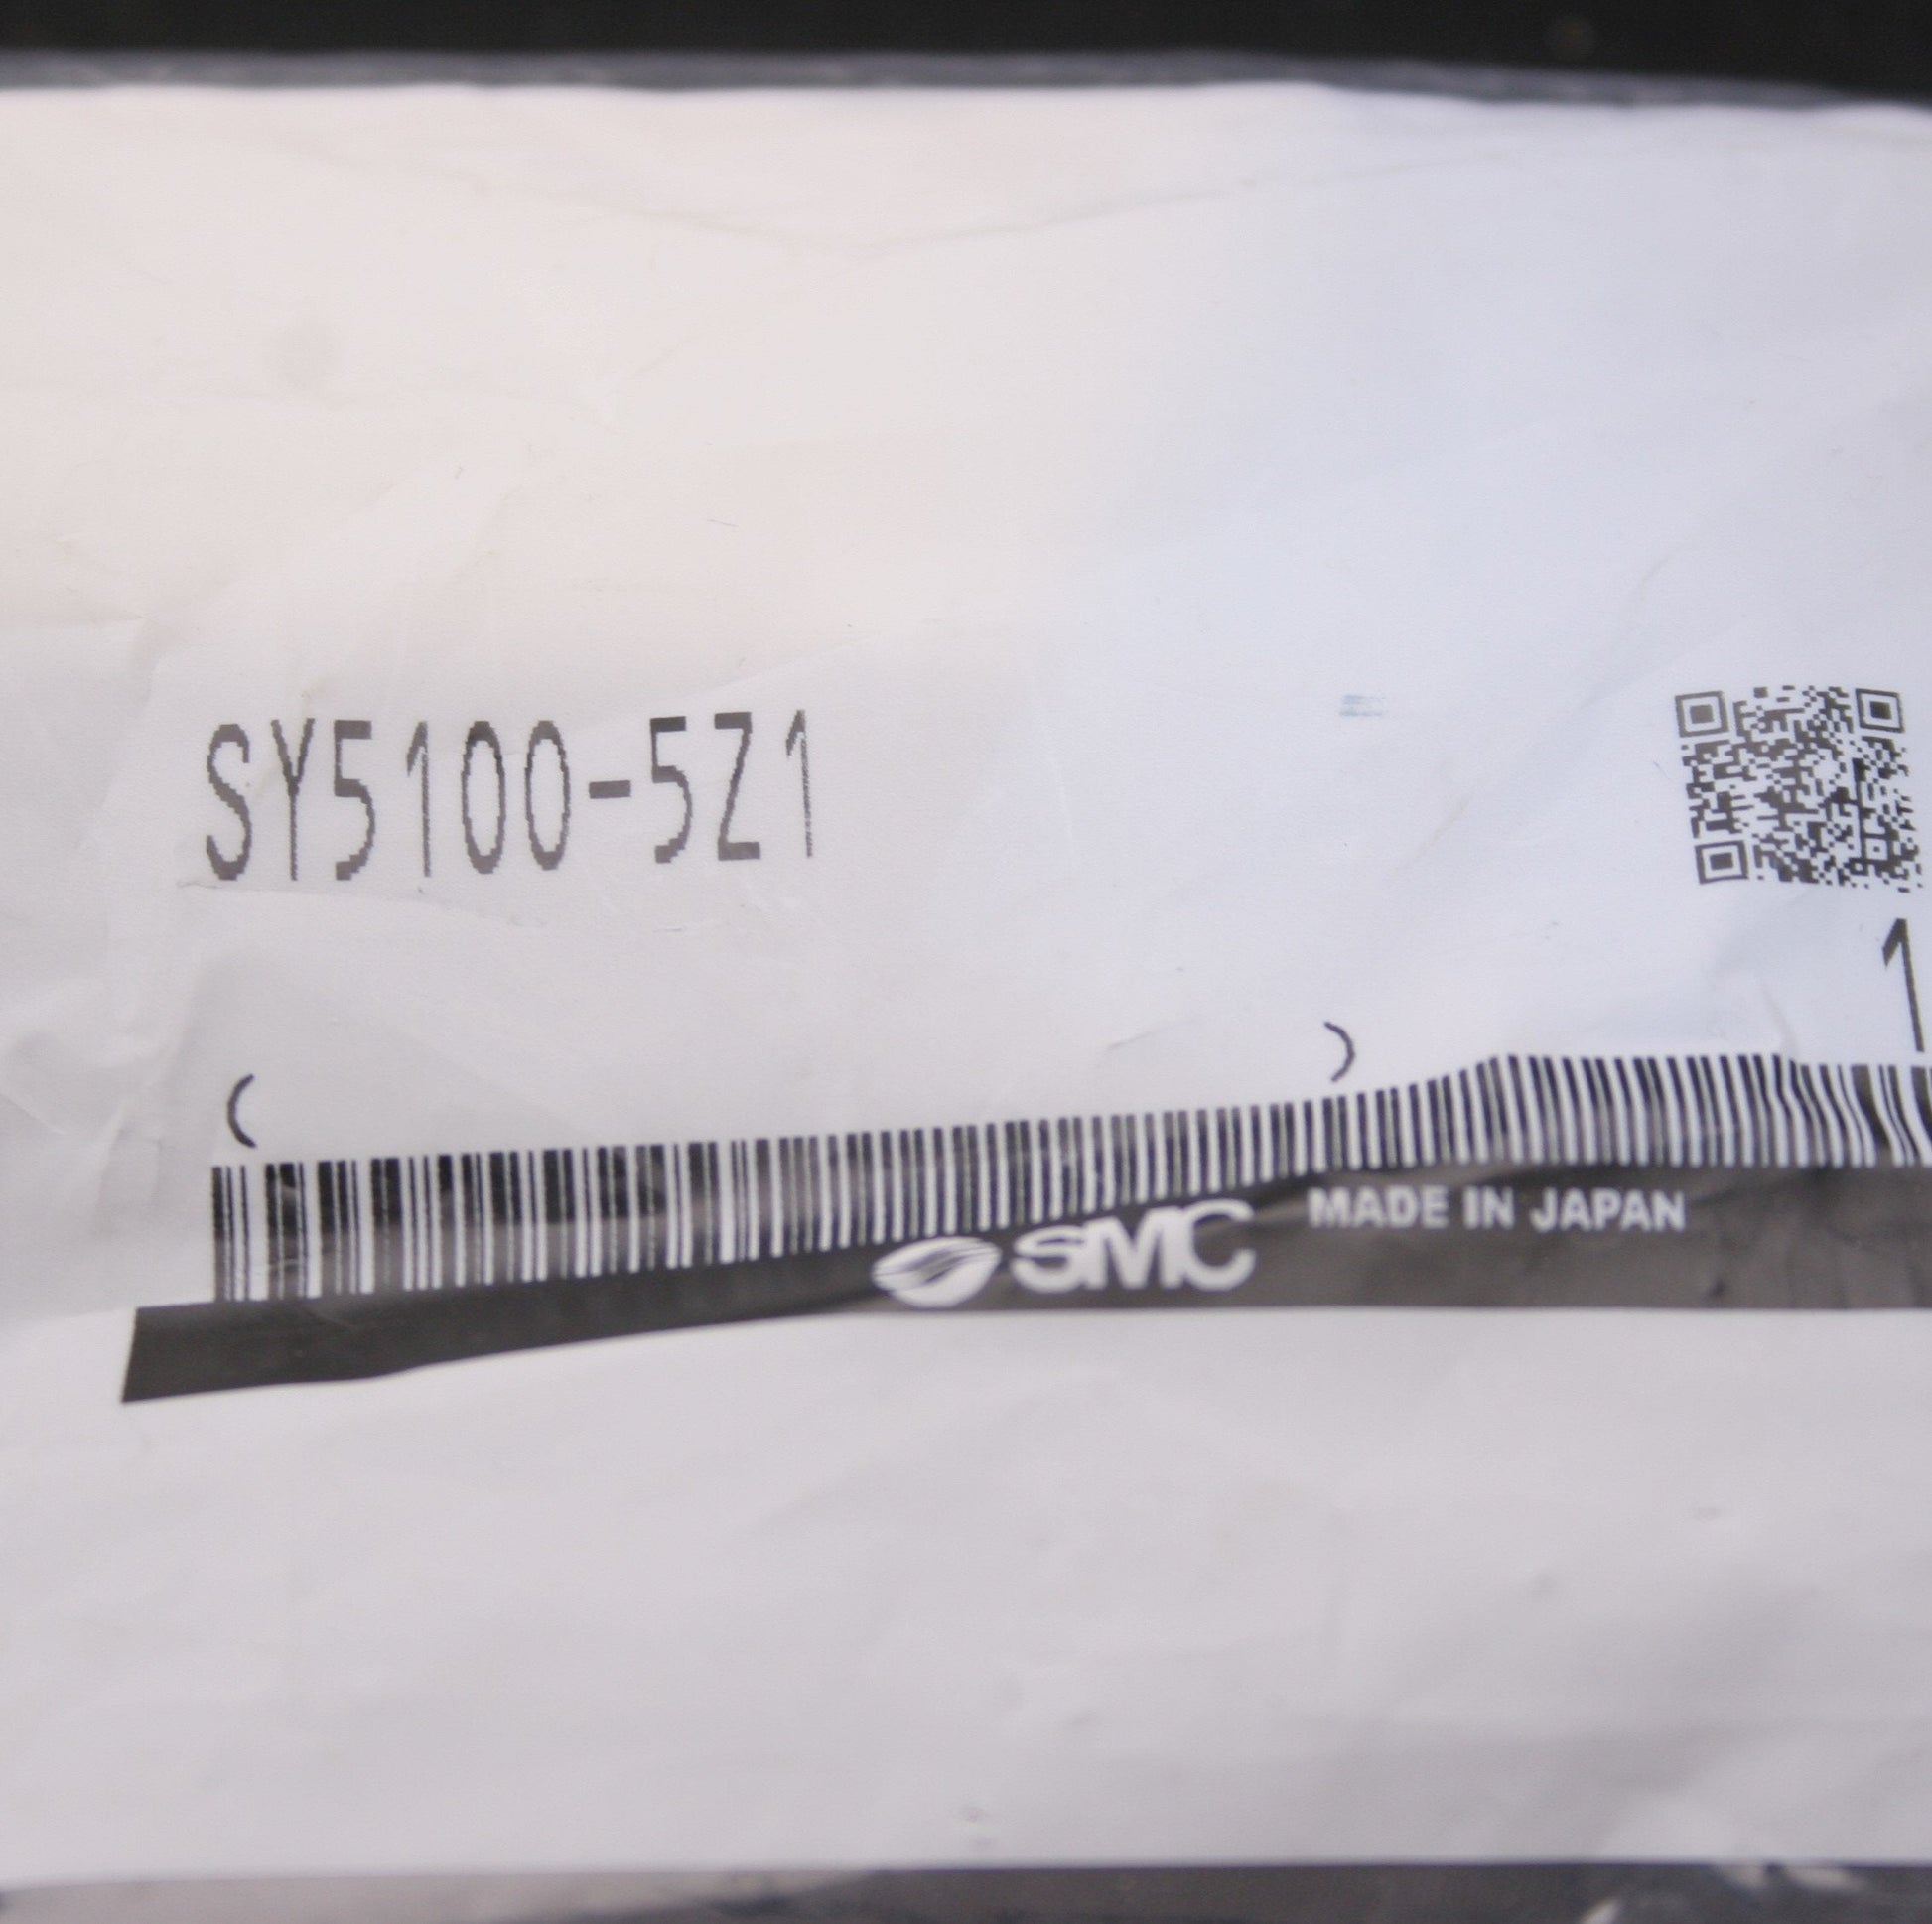 SY5100-5Z1
1
( )
SMC MADE IN JAPAN